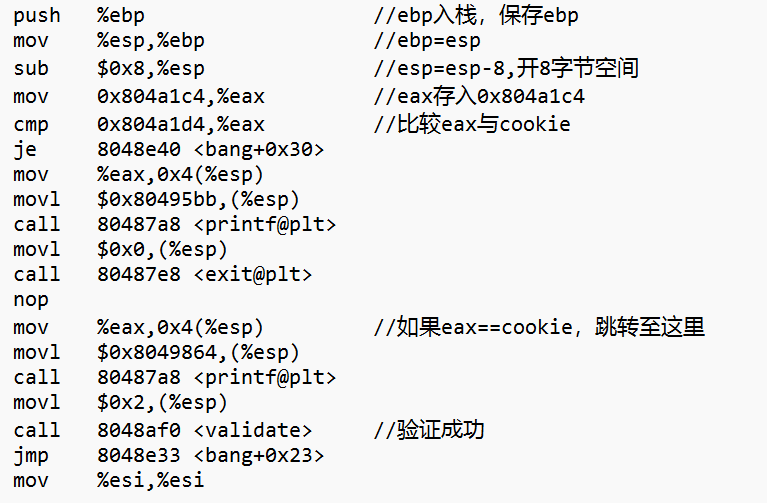 push   %ebp                  //ebp入栈，保存ebp
mov    %esp,%ebp             //ebp=esp
sub    $0x8,%esp             //esp=esp-8,开8字节空间
mov    0x804a1c4,%eax        //eax存入0x804a1c4
cmp    0x804a1d4,%eax        //比较eax与cookie
je     8048e40 <bang+0x30>
mov    %eax,0x4(%esp)
movl   $0x80495bb,(%esp)
call   80487a8 <printf@plt>
movl   $0x0,(%esp)
call   80487e8 <exit@plt>
nop
mov    %eax,0x4(%esp)        //如果eax==cookie，跳转至这里
movl   $0x8049864,(%esp)
call   80487a8 <printf@plt>
movl   $0x2,(%esp)
call   8048af0 <validate>    //验证成功
jmp    8048e33 <bang+0x23>
mov    %esi,%esi